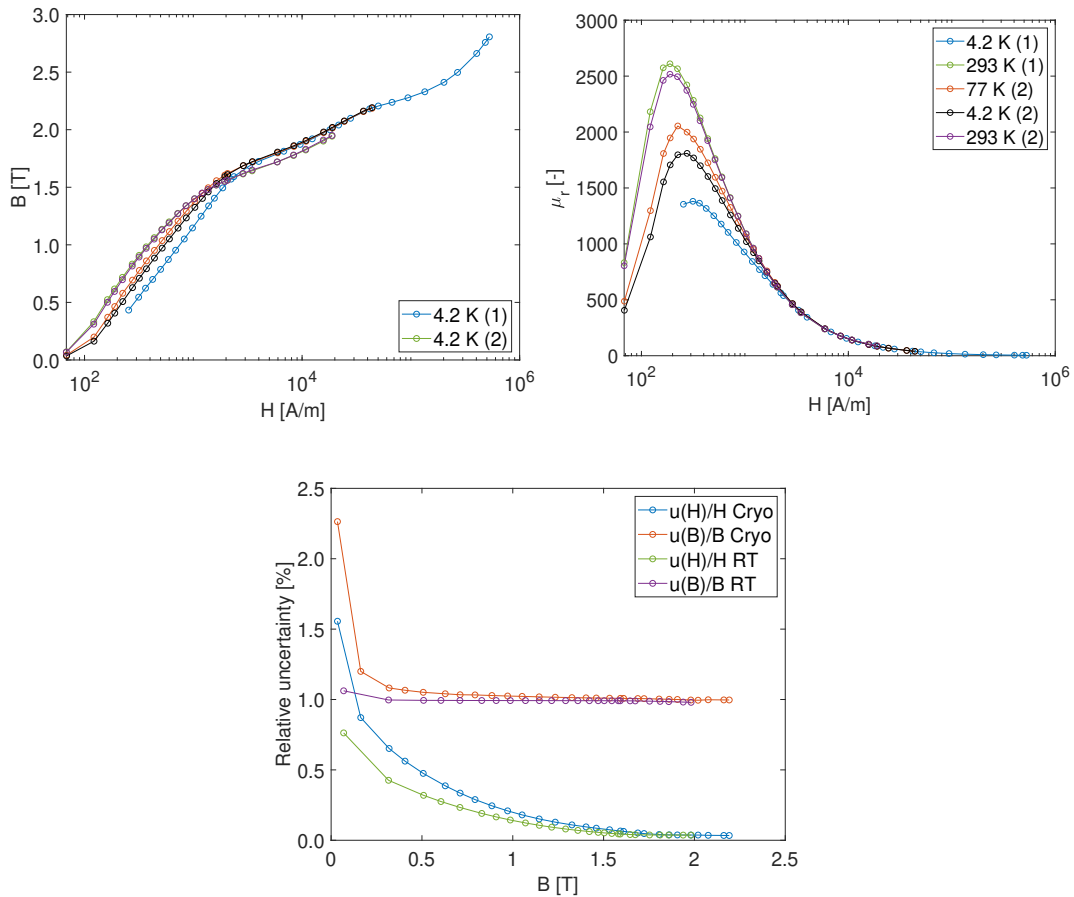 3.0
2.5
2.0
1.5
1.0
0.5
0.0
B [T]
10^2
10^4
10^6
H [A/m]
4.2 K (1)
4.2 K (2)
3000
2500
2000
1500
1000
500
0
μ_r [-]
10^2
10^4
10^6
H [A/m]
4.2 K (1)
293 K (1)
77 K (2)
4.2 K (2)
293 K (2)
2.5
2.0
1.5
1.0
0.5
0.0
Relative uncertainty [%]
0
0.5
1
1.5
2
2.5
B [T]
u(H)/H Cryo
u(B)/B Cryo
u(H)/H RT
u(B)/B RT